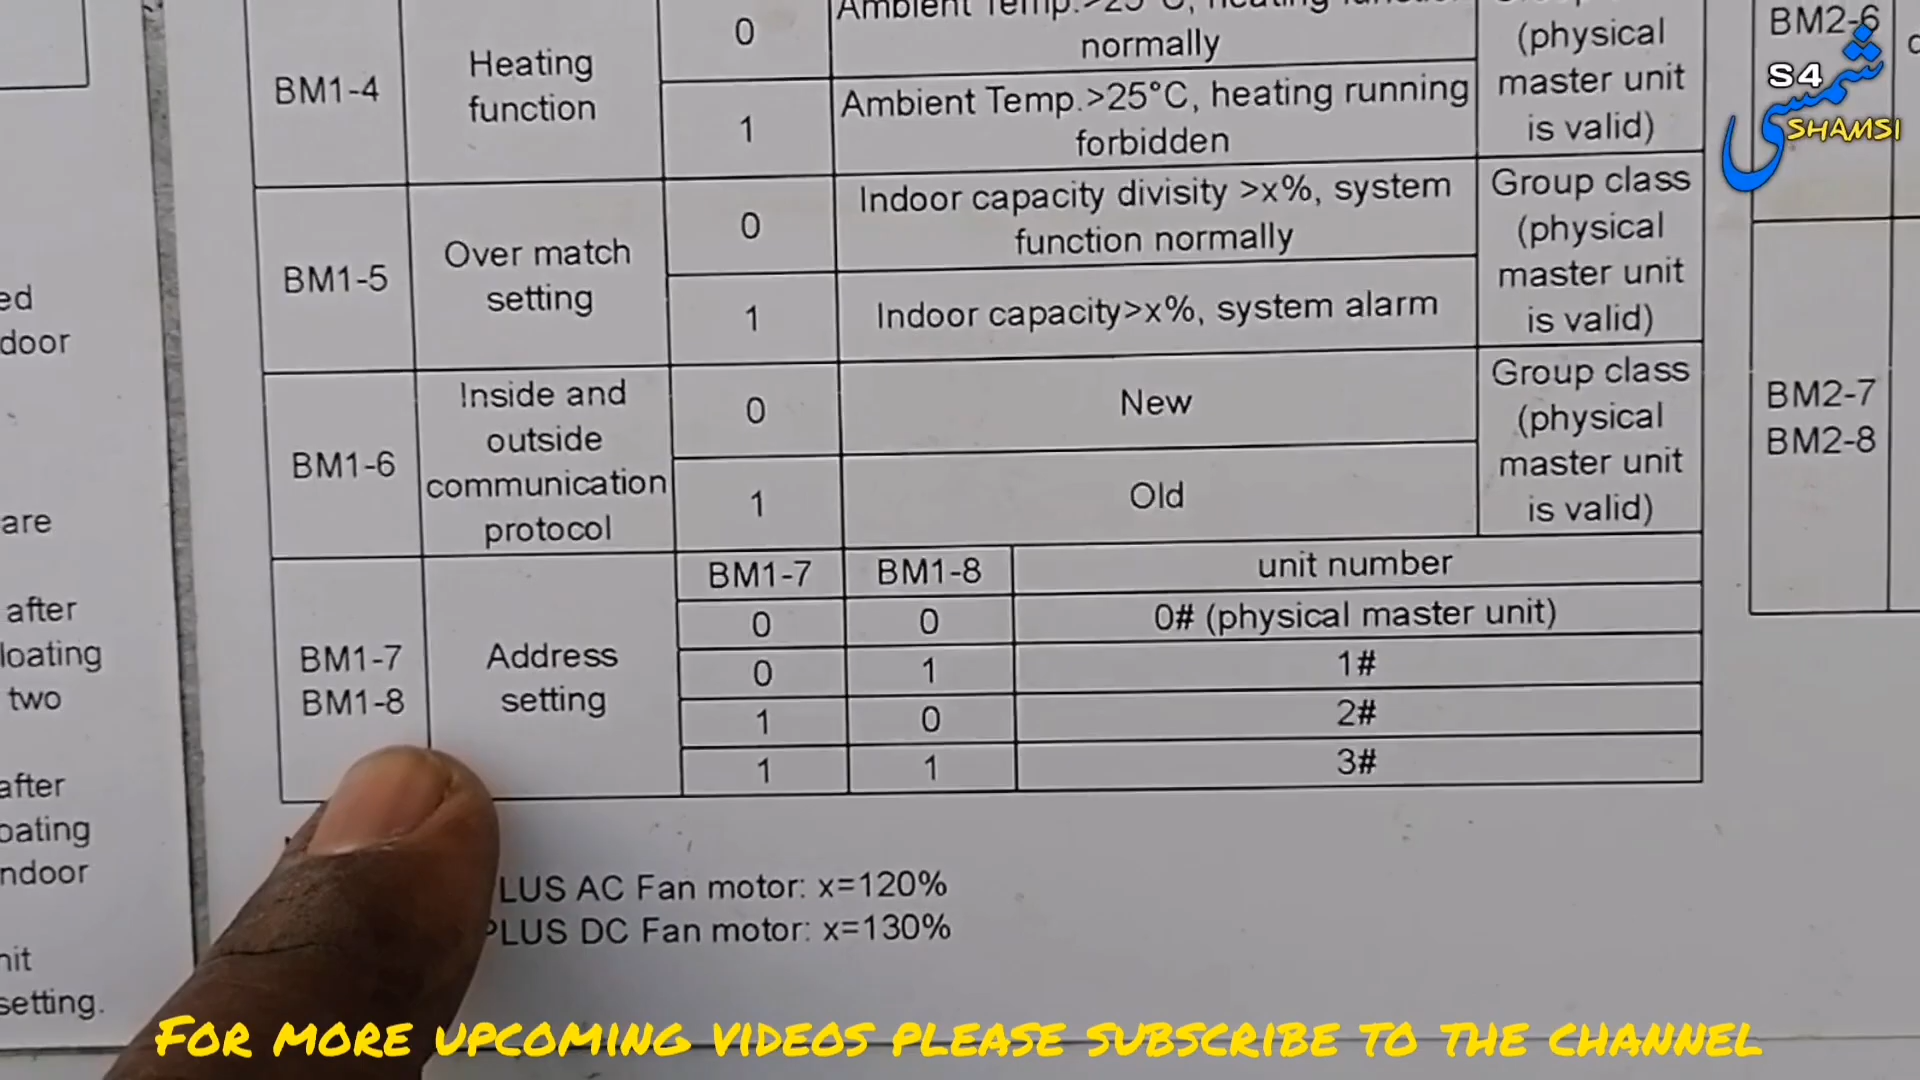 ed
door
are
after
loating
two
after
oating
ndoor
nit
setting.
BM1-4
Heating
function
0
normally
1
Ambient Temp.>25°C, heating running
forbidden
(physical
master unit
is valid)
BM1-5
Over match
setting
0
Indoor capacity divisity >x%, system
function normally
1
Indoor capacity>x%, system alarm
Group class
(physical
master unit
is valid)
BM1-6
Inside and
outside
communication
protocol
0
New
1
Old
Group class
(physical
master unit
is valid)
BM1-7
BM1-8
Address
setting
BM1-7 BM1-8 unit number
0 0 0# (physical master unit)
0 1 1#
1 0 2#
1 1 3#
LUS AC Fan motor: x=120%
PLUS DC Fan motor: x=130%
BM2-6
BM2-7
BM2-8
S4
شمسی
SHAMSI
FOR MORE UPCOMING VIDEOS PLEASE SUBSCRIBE TO THE CHANNEL